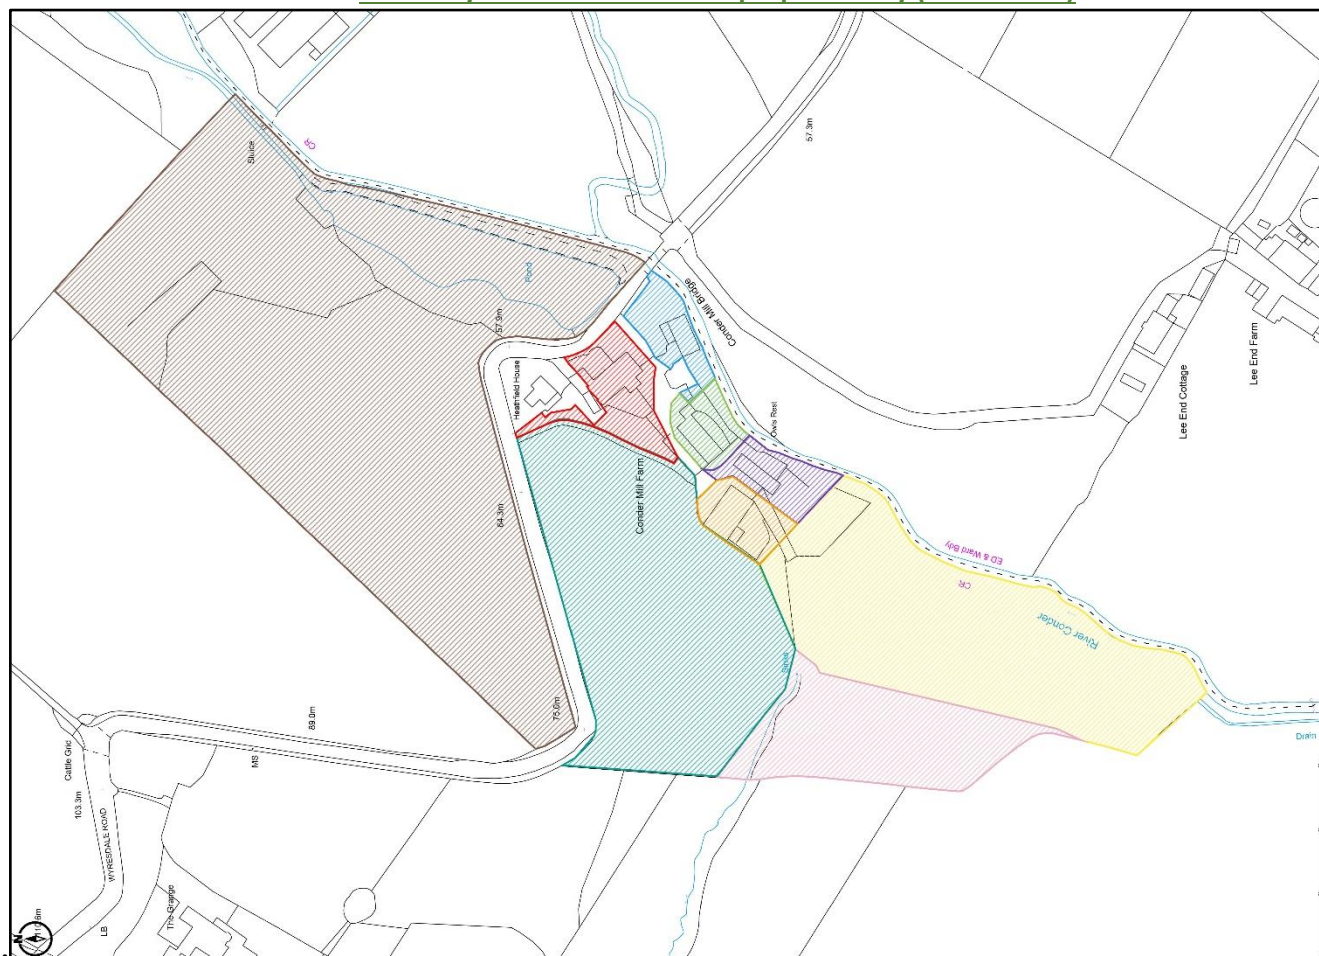 Sluice
CR
57.3m
Pond
57.9m
Conder Mill Bridge
Heathfield House
Lee End Cottage
Lee End Farm
Owls Rest
Conder Mill Farm
64.3m
ED & Ward Bdy
CR
River Conder
Sinks
75.0m
89.0m
Drain
Cattle Grid
MS
103.3m
WYRESDALE ROAD
The Grange
LB
N